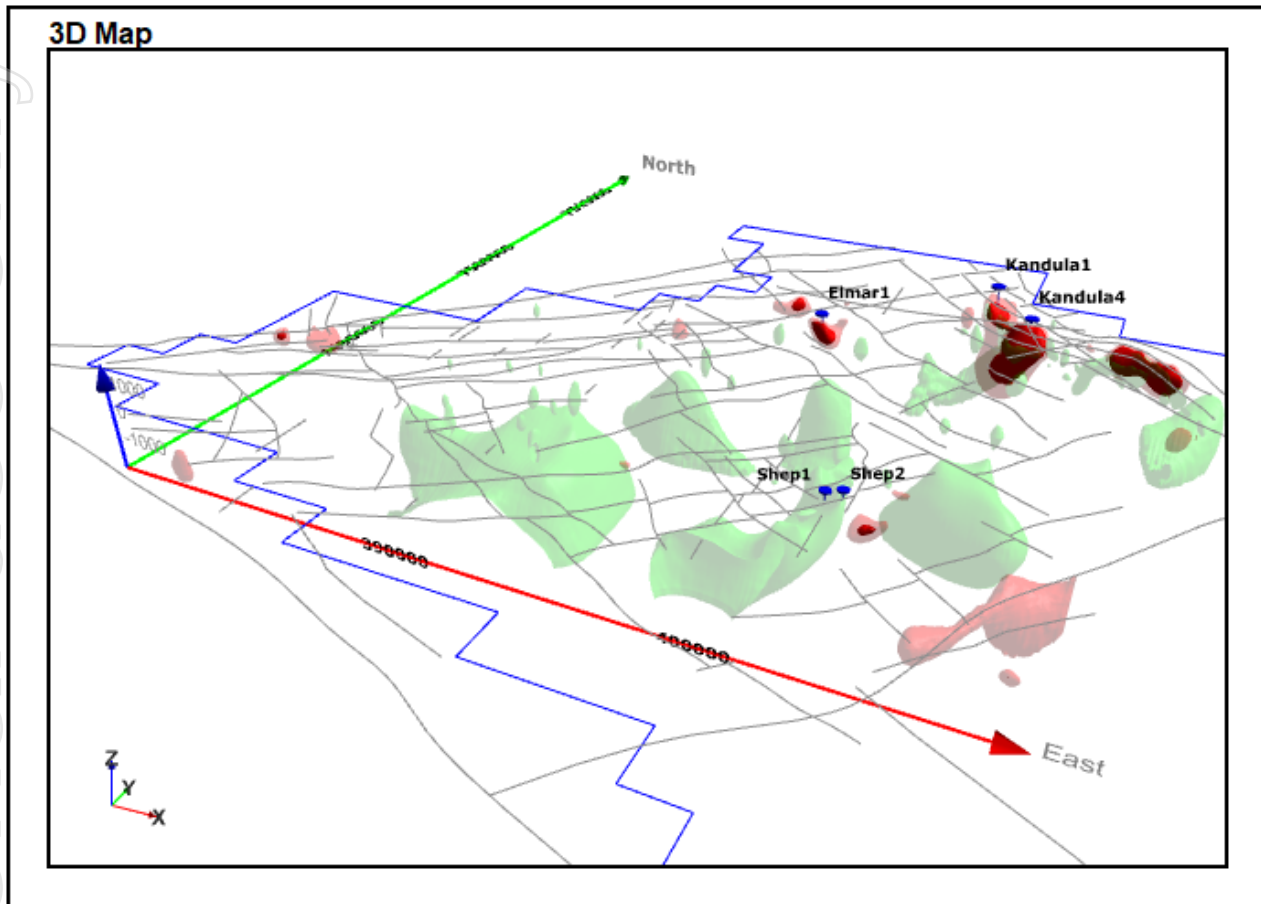 3D Map
North
Kandula1
Elmar1
Kandula4
-1000
Shep1
Shep2
390000
400000
East
Z
Y
X